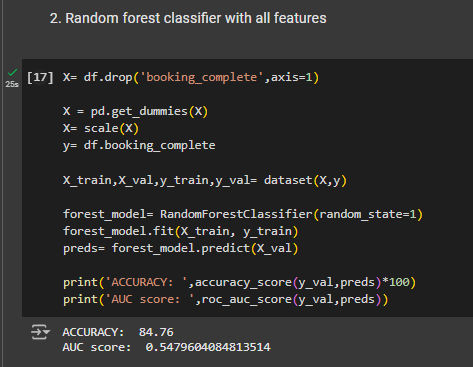 2. Random forest classifier with all features
[17] X= df.drop('booking_complete',axis=1)
25s
X = pd.get_dummies(X)
X= scale(X)
y= df.booking_complete
X_train,X_val,y_train,y_val= dataset(X,y)
forest_model= RandomForestClassifier(random_state=1)
forest_model.fit(X_train, y_train)
preds= forest_model.predict(X_val)
print('ACCURACY: ',accuracy_score(y_val,preds)*100)
print('AUC score: ',roc_auc_score(y_val,preds))
ACCURACY:  84.76
AUC score:  0.5479604084813514